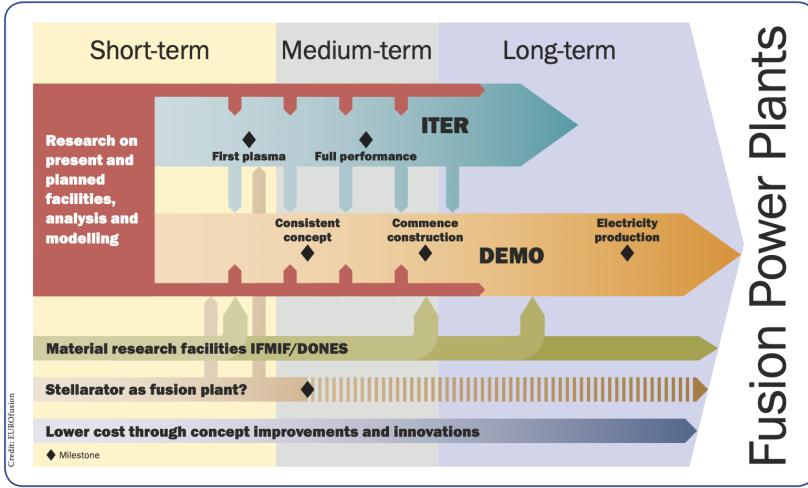 Short-term
Medium-term
Long-term
Research on
present and
planned
facilities,
analysis and
modelling
ITER
First plasma
Full performance
Consistent
concept
Commence
construction
Electricity
production
DEMO
Material research facilities IFMIF/DONES
Stellarator as fusion plant?
Lower cost through concept improvements and innovations
Milestone
Fusion Power Plants
Credit: EUROfusion